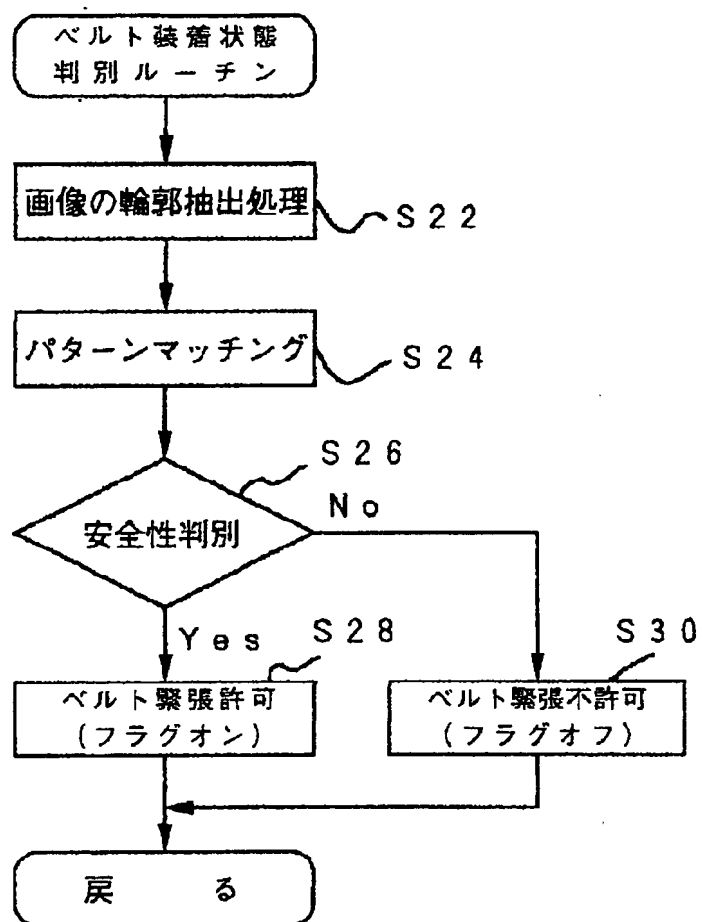 ベルト装着状態
判別ルーチン
画像の輪郭抽出処理
S22
パターンマッチング
S24
S26
No
安全性判別
Yes
S28
S30
ベルト緊張許可
(フラグオン)
ベルト緊張不許可
(フラグオフ)
戻る